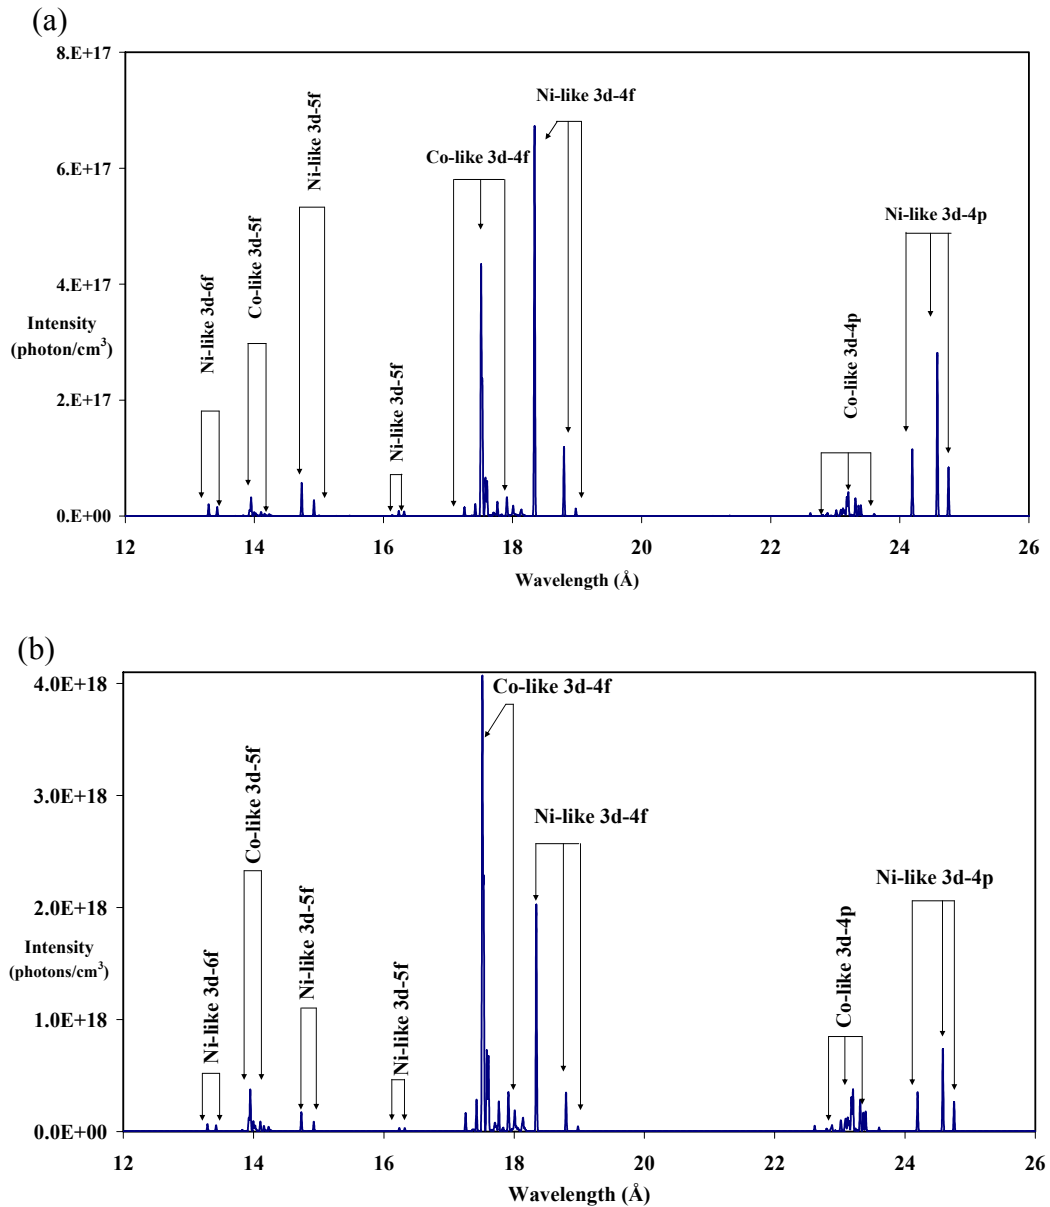 (a)
8.E+17
6.E+17
4.E+17
2.E+17
0.E+00
Intensity
(photon/cm3)
Ni-like 3d-6f
Co-like 3d-5f
Ni-like 3d-5f
Ni-like 3d-5f
Co-like 3d-4f
Ni-like 3d-4f
Co-like 3d-4p
Ni-like 3d-4p
12 14 16 18 20 22 24 26
Wavelength (Å)
(b)
4.0E+18
3.0E+18
2.0E+18
1.0E+18
0.0E+00
Intensity
(photons/cm3)
Ni-like 3d-6f
Co-like 3d-5f
Ni-like 3d-5f
Ni-like 3d-5f
Co-like 3d-4f
Ni-like 3d-4f
Co-like 3d-4p
Ni-like 3d-4p
12 14 16 18 20 22 24 26
Wavelength (Å)